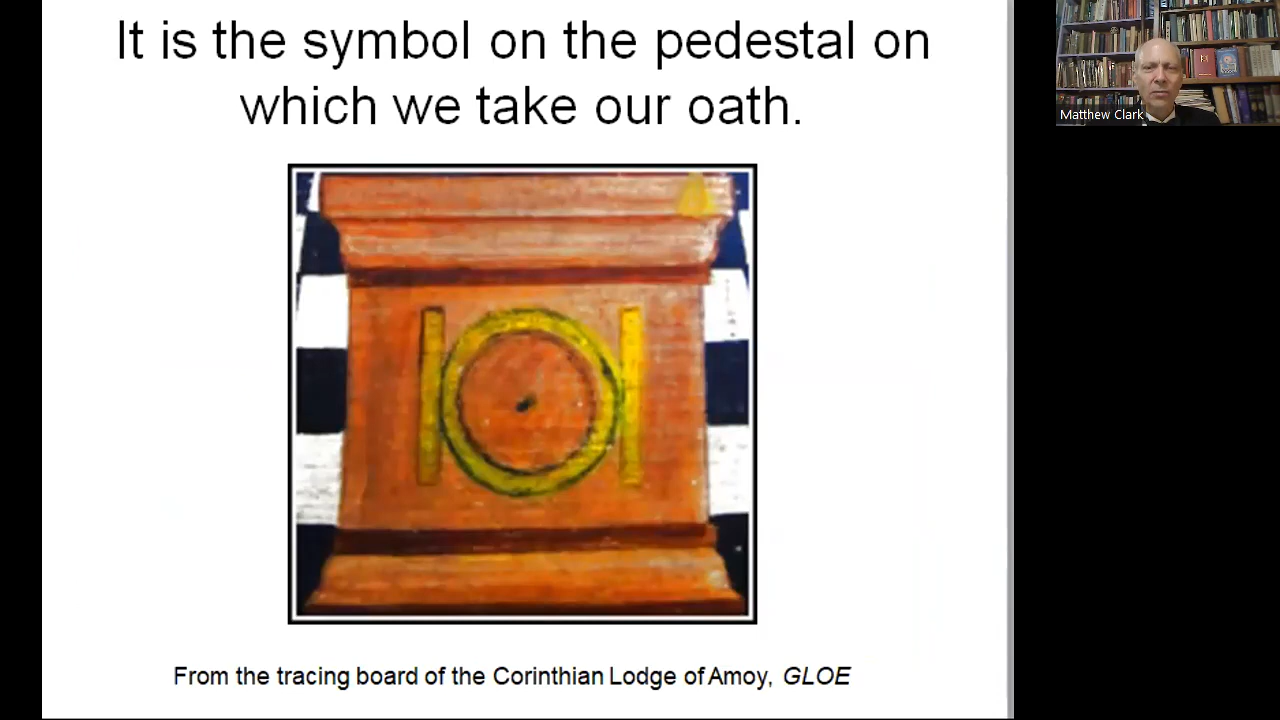 It is the symbol on the pedestal on
which we take our oath.
Matthew Clark
From the tracing board of the Corinthian Lodge of Amoy, GLOE